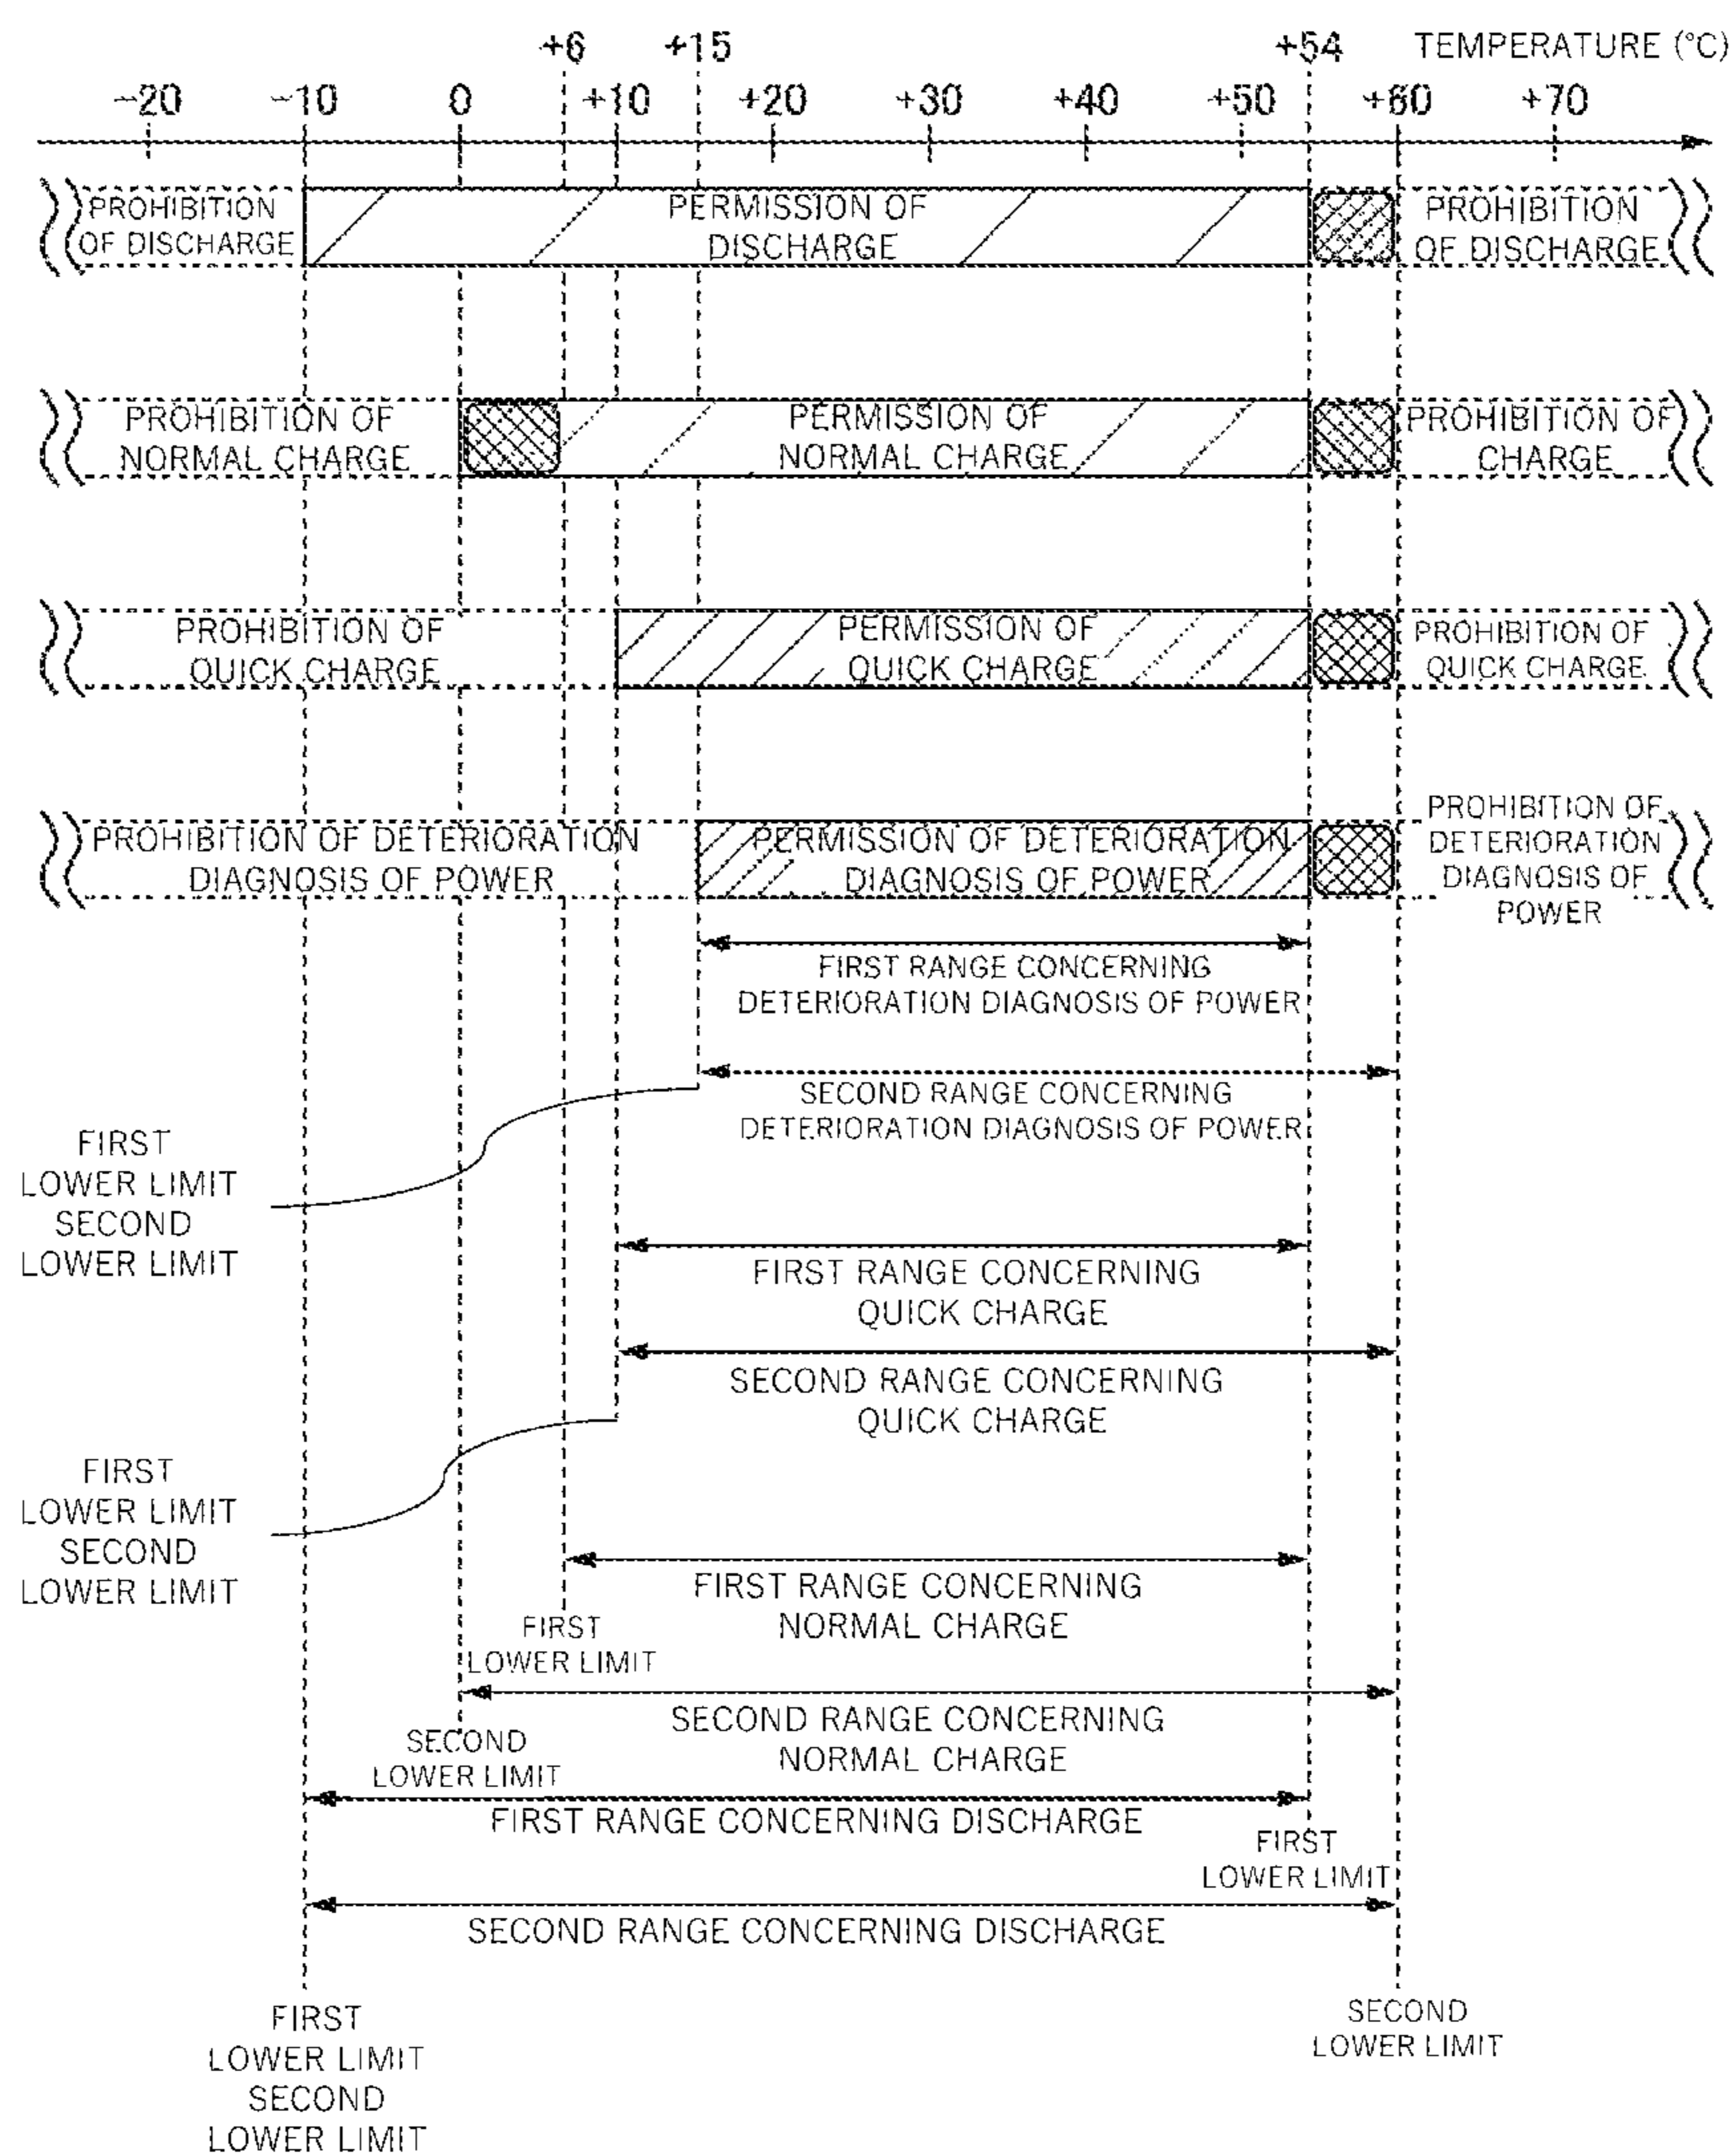 +6 +15 +54 TEMPERATURE (°C)
-20 -10 0 +10 +20 +30 +40 +50 +60 +70
PROHIBITION
OF DISCHARGE
PERMISSION OF
DISCHARGE
PROHIBITION
OF DISCHARGE
PROHIBITION OF
NORMAL CHARGE
PERMISSION OF
NORMAL CHARGE
PROHIBITION OF
CHARGE
PROHIBITION OF
QUICK CHARGE
PERMISSION OF
QUICK CHARGE
PROHIBITION OF
QUICK CHARGE
PROHIBITION OF DETERIORATION
DIAGNOSIS OF POWER
PERMISSION OF DETERIORATION
DIAGNOSIS OF POWER
PROHIBITION OF
DETERIORATION
DIAGNOSIS OF
POWER
FIRST RANGE CONCERNING
DETERIORATION DIAGNOSIS OF POWER
SECOND RANGE CONCERNING
DETERIORATION DIAGNOSIS OF POWER
FIRST
LOWER LIMIT
SECOND
LOWER LIMIT
FIRST RANGE CONCERNING
QUICK CHARGE
SECOND RANGE CONCERNING
QUICK CHARGE
FIRST
LOWER LIMIT
SECOND
LOWER LIMIT
FIRST RANGE CONCERNING
NORMAL CHARGE
FIRST
LOWER LIMIT
SECOND RANGE CONCERNING
NORMAL CHARGE
SECOND
LOWER LIMIT
FIRST RANGE CONCERNING DISCHARGE
FIRST
LOWER LIMIT
SECOND RANGE CONCERNING DISCHARGE
FIRST
LOWER LIMIT
SECOND
LOWER LIMIT
SECOND
LOWER LIMIT